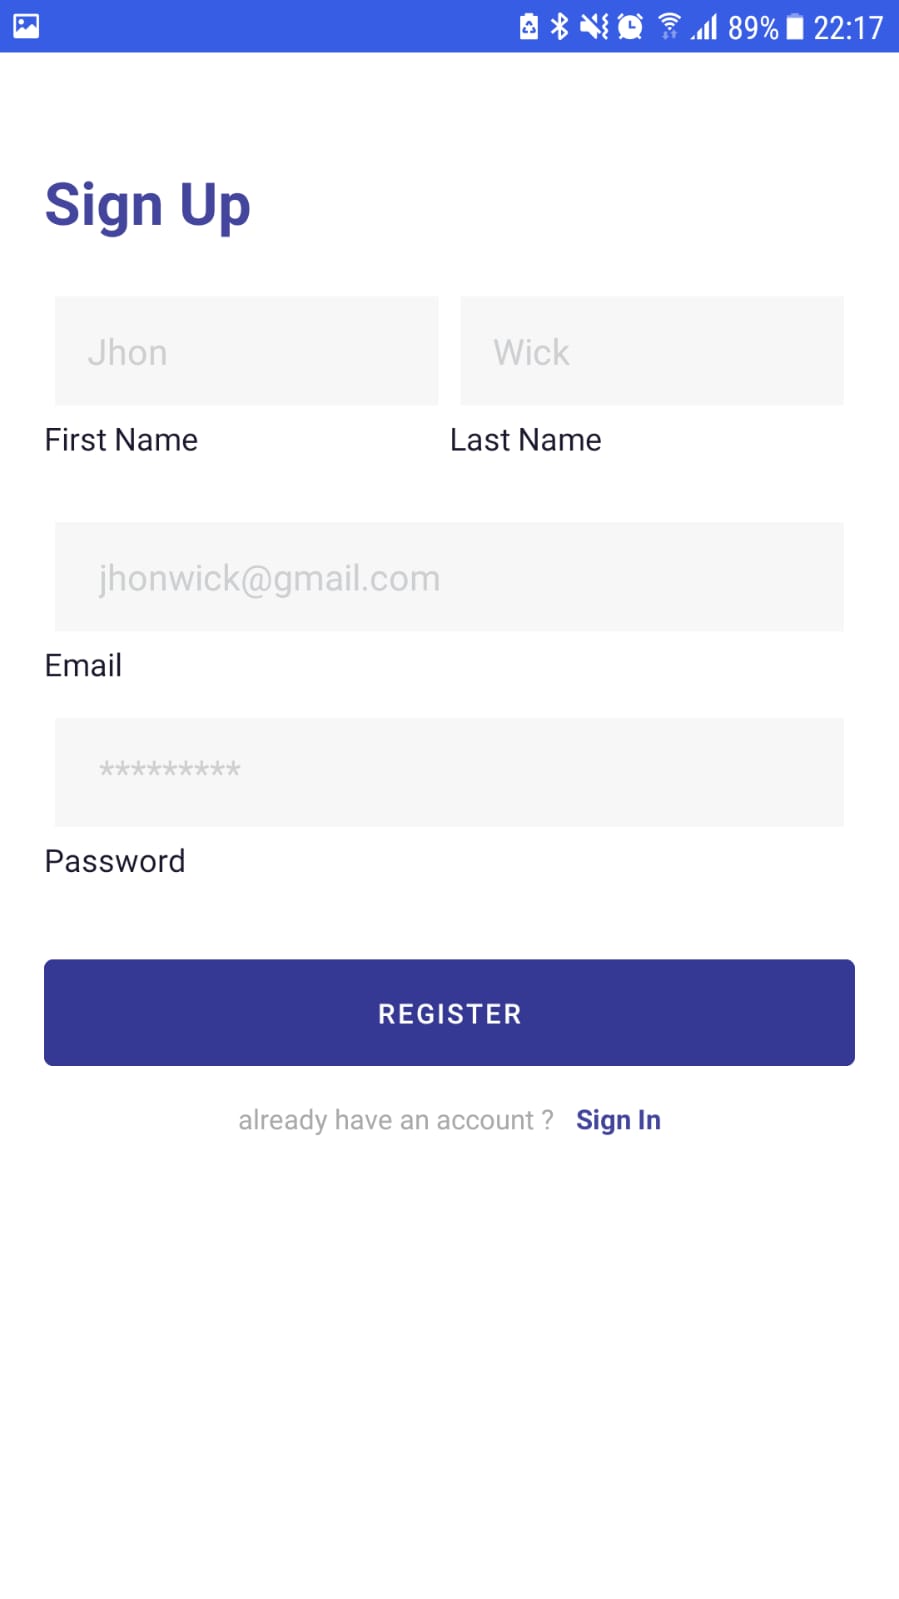 89% 22:17
Sign Up
Jhon Wick
First Name Last Name
jhonwick@gmail.com
Email
*********
Password
REGISTER
already have an account ? Sign In